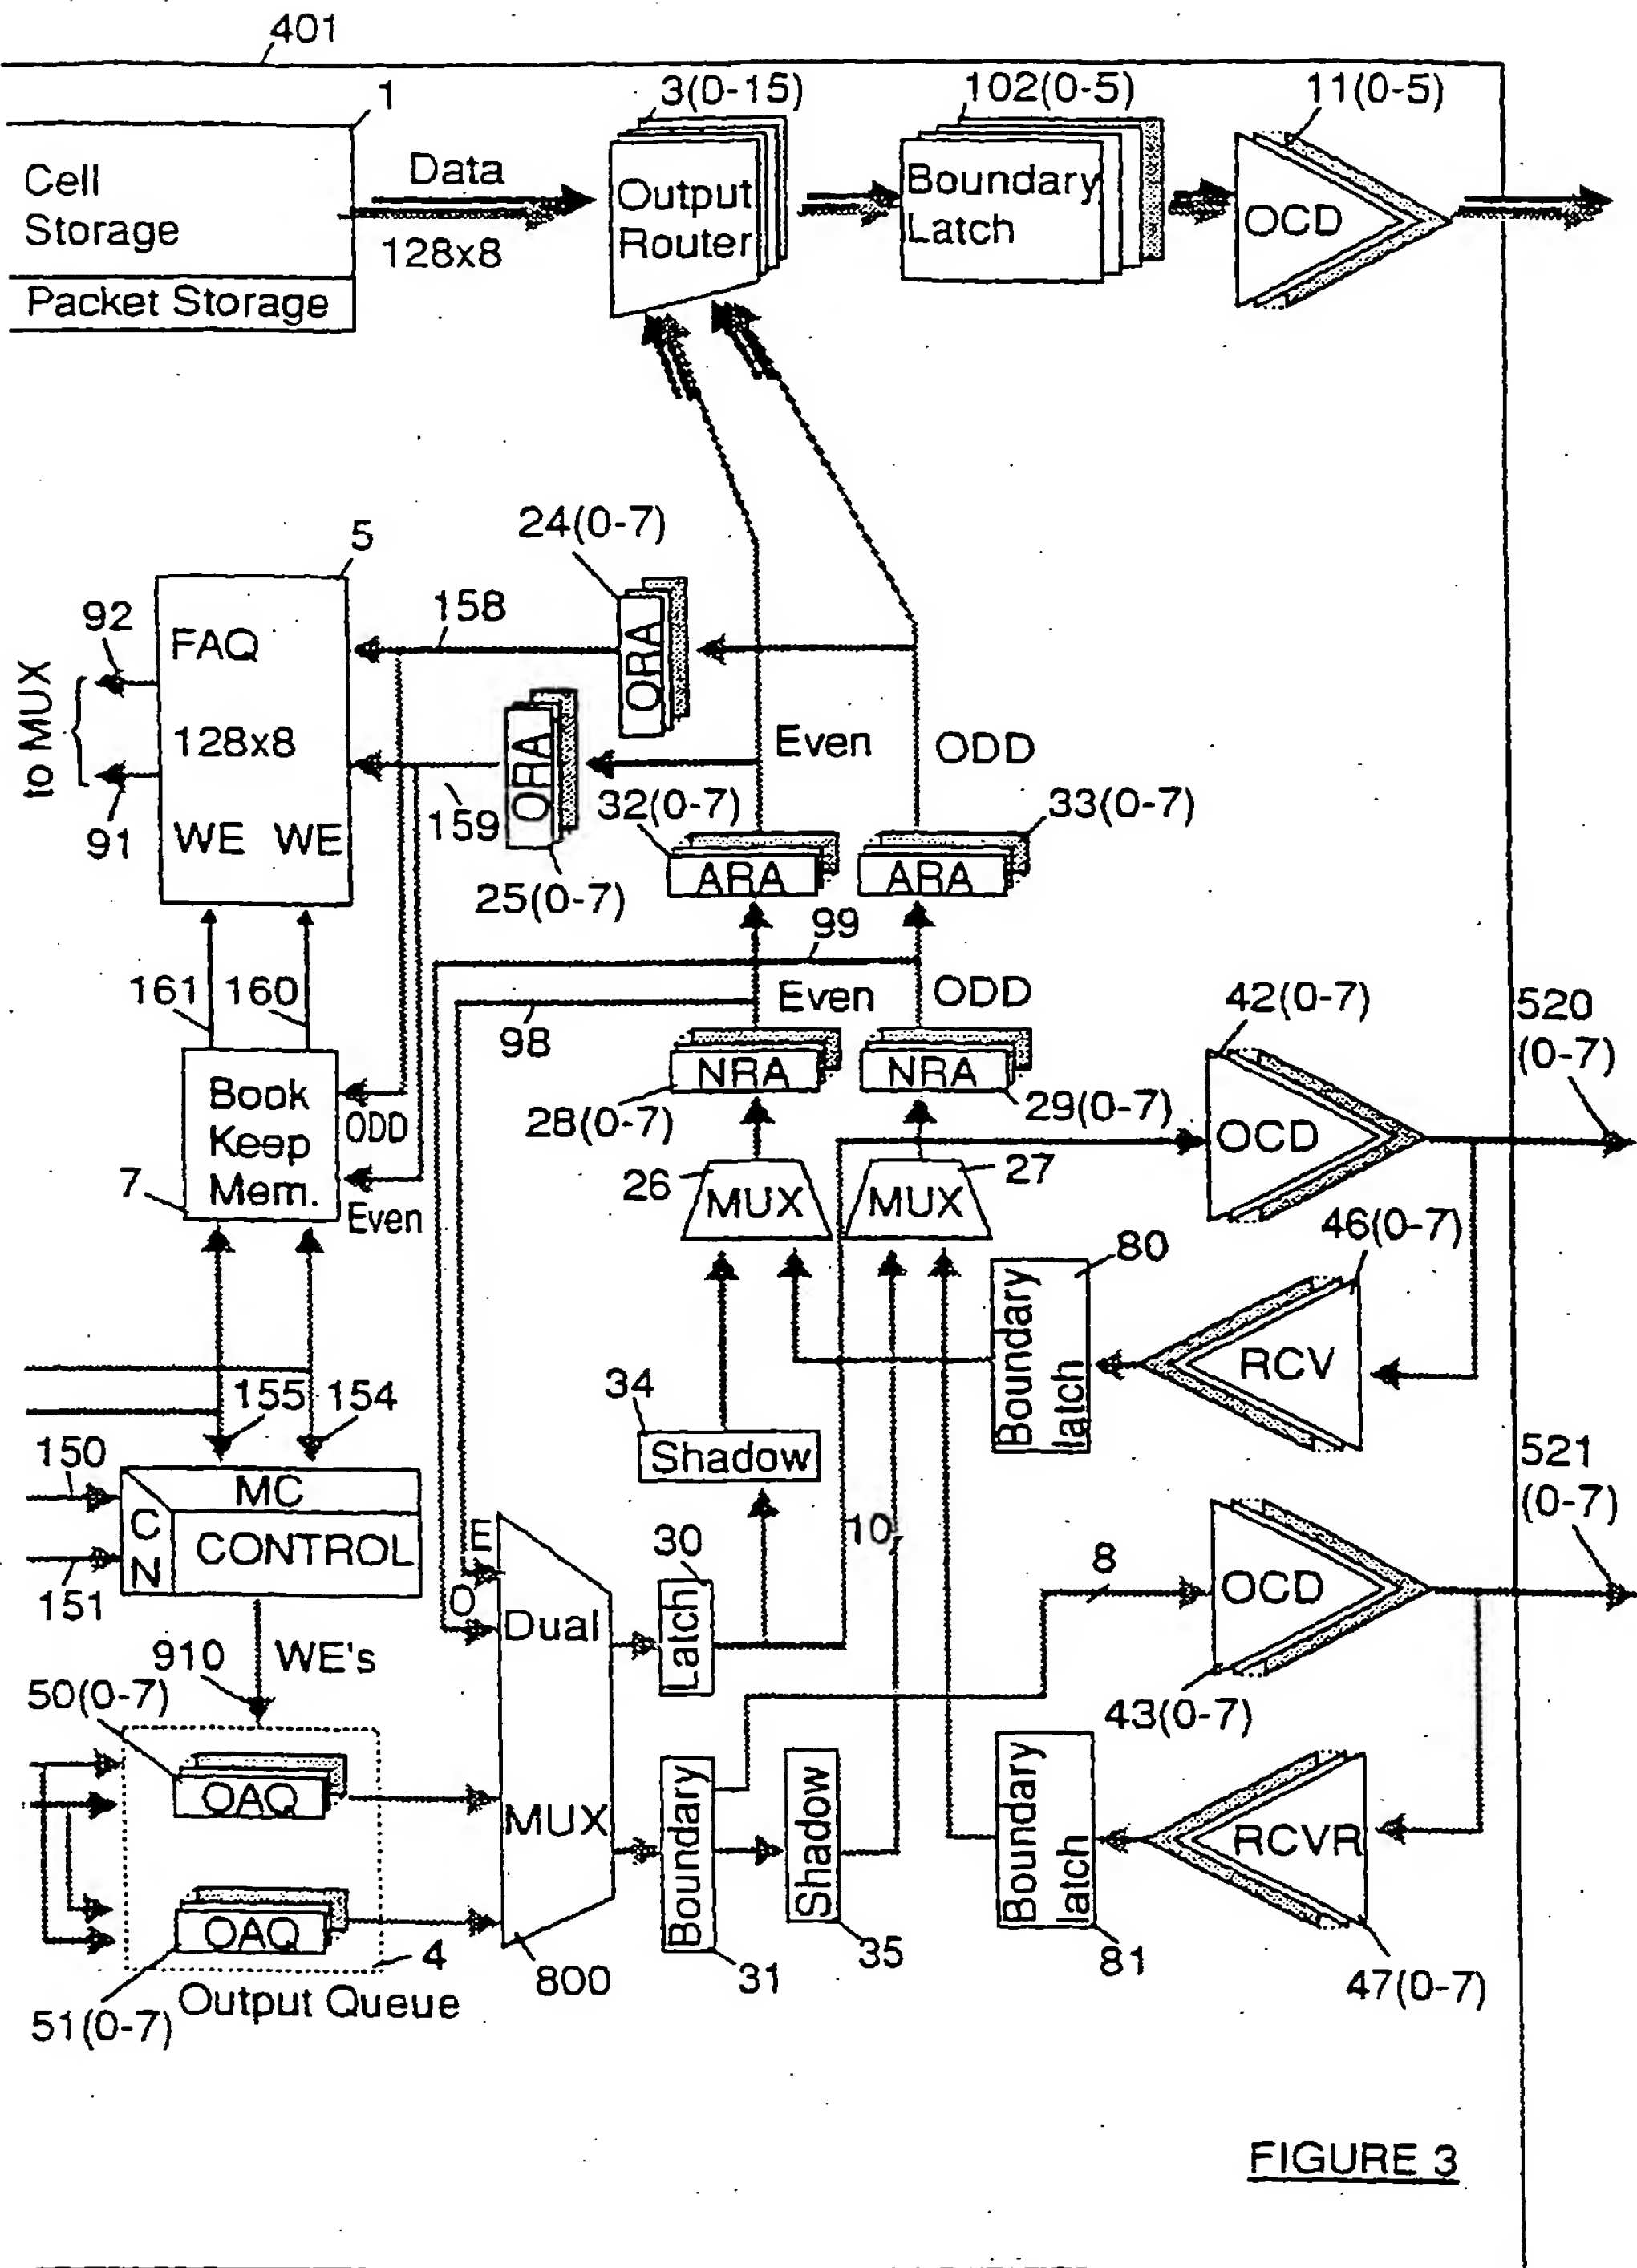 401
1
3(0-15)
102(0-5)
11(0-5)
Cell
Storage
Packet Storage
Data
128x8
Output
Router
Boundary
Latch
OCD
24(0-7)
5
92
to MUX
91
FAQ
128x8
WE WE
158
ORA
ORA
159
25(0-7)
Even
ODD
32(0-7)
33(0-7)
ARA
ARA
99
161
160
98
Even
ODD
NRA
NRA
28(0-7)
29(0-7)
42(0-7)
520
(0-7)
OCD
Book
Keep
Mem.
7
ODD
Even
26
MUX
MUX
27
46(0-7)
80
Boundary
latch
RCV
155
154
34
Shadow
150
151
MC
C
N
CONTROL
521
(0-7)
E
O
Dual
MUX
800
30
Latch
10
8
OCD
43(0-7)
910
WE's
50(0-7)
OAQ
OAQ
4
Output Queue
51(0-7)
Boundary
31
Shadow
35
Boundary
latch
81
RCVR
47(0-7)
FIGURE 3